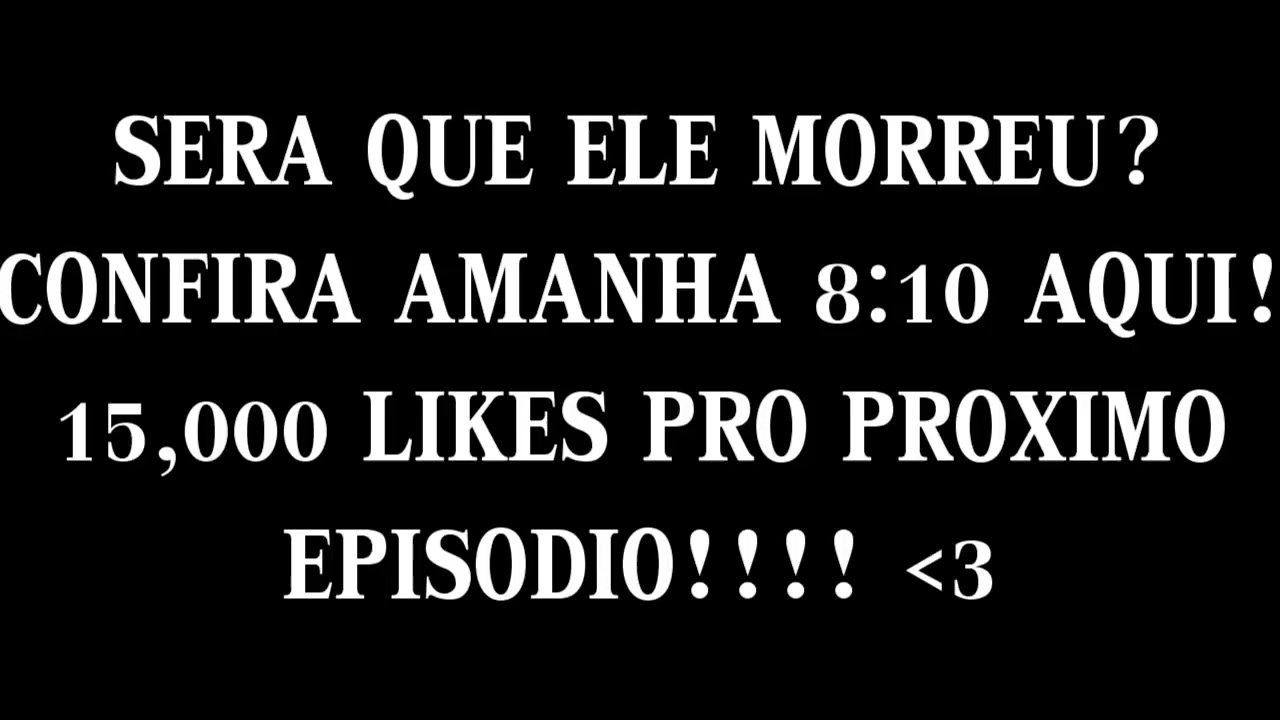 SERA QUE ELE MORREU?
CONFIRA AMANHA 8:10 AQUI!
15,000 LIKES PRO PROXIMO
EPISODIO!!!! <3